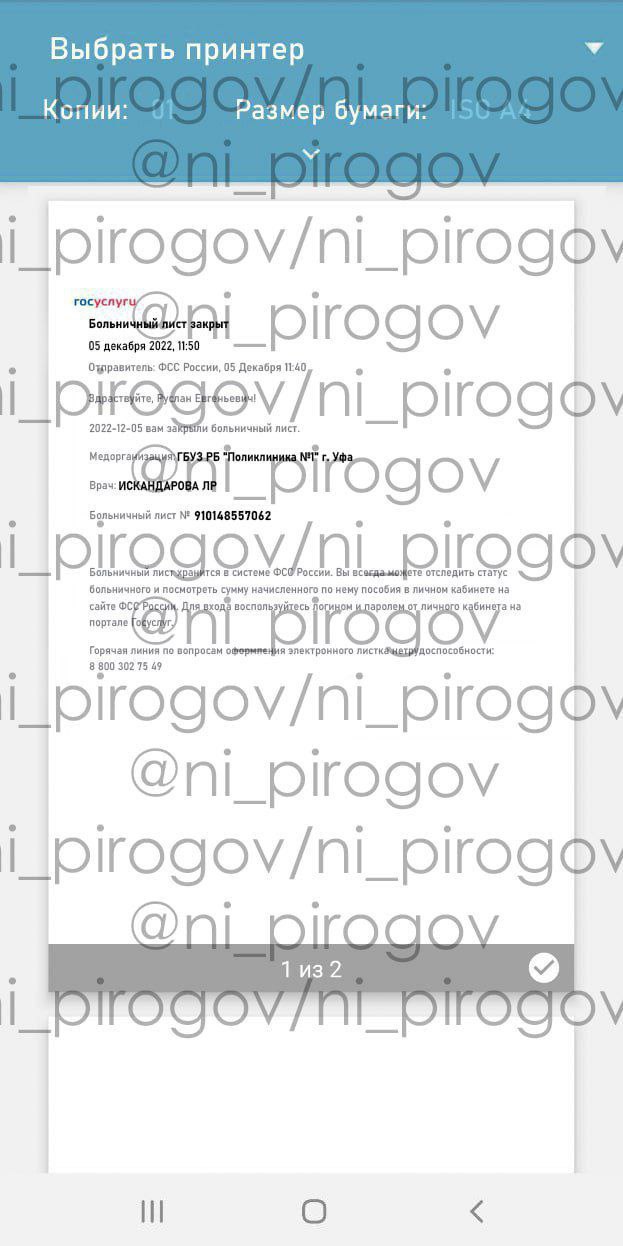 Выбрать принтер
Копии: 01 Размер бумаги: ISO A4
ni_pirogov/ni_pirogov
@ni_pirogov
ni_pirogov/ni_pirogov
госуслуги
@ni_pirogov
Больничный лист закрыт
05 декабря 2022, 11:50
Отправитель: ФСС России, 05 Декабря 11:40
ni_pirogov/ni_pirogov
Здраствуйте, Руслан Евгеньевич!
2022-12-05 вам закрыли больничный лист.
Медорганизация: ГБУЗ РБ "Поликлиника №1" г. Уфа
@ni_pirogov
Врач: ИСКАНДАРОВА ЛР
Больничный лист № 910148557062
ni_pirogov/ni_pirogov
Больничный лист хранится в системе ФСС России. Вы всегда можете отследить статус
больничного и посмотреть сумму начисленного по нему пособия в личном кабинете на
сайте ФСС России. Для входа воспользуйтесь логином и паролем от личного кабинета на
портале Госуслуг.
@ni_pirogov
Горячая линия по вопросам оформления электронного листка нетрудоспособности:
8 800 302 75 49
ni_pirogov/ni_pirogov
@ni_pirogov
ni_pirogov/ni_pirogov
@ni_pirogov
1 из 2
ni_pirogov/ni_pirogov